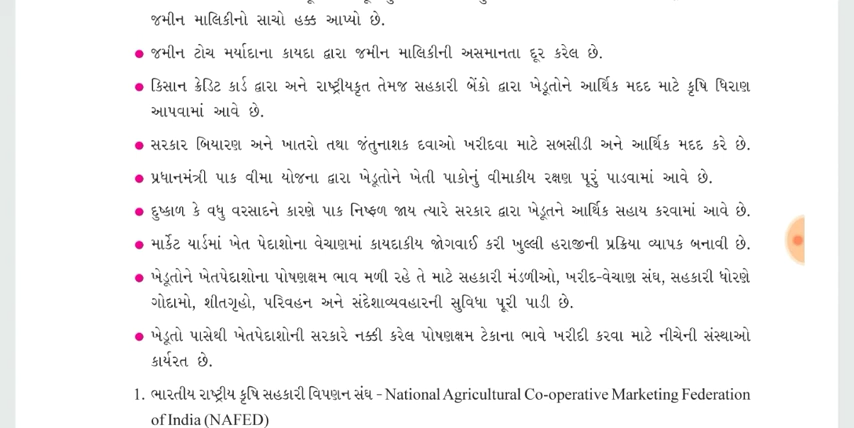 જમીન માલિકીનો સાચો હક્ક આપ્યો છે.
● જમીન ટોચ મર્યાદાના કાયદા દ્વારા જમીન માલિકીની અસમાનતા દૂર કરેલ છે.
● કિસાન ક્રેડિટ કાર્ડ દ્વારા અને રાષ્ટ્રીયકૃત તેમજ સહકારી બેંકો દ્વારા ખેડૂતોને આર્થિક મદદ માટે કૃષિ ધિરાણ
આપવામાં આવે છે.
● સરકાર બિયારણ અને ખાતરો તથા જંતુનાશક દવાઓ ખરીદવા માટે સબસીડી અને આર્થિક મદદ કરે છે.
● પ્રધાનમંત્રી પાક વીમા યોજના દ્વારા ખેડૂતોને ખેતી પાકોનું વીમાકીય રક્ષણ પૂરું પાડવામાં આવે છે.
● દુષ્કાળ કે વધુ વરસાદને કારણે પાક નિષ્ફળ જાય ત્યારે સરકાર દ્વારા ખેડૂતને આર્થિક સહાય કરવામાં આવે છે.
● માર્કેટ યાર્ડમાં ખેત પેદાશોના વેચાણમાં કાયદાકીય જોગવાઈ કરી ખુલ્લી હરાજીની પ્રક્રિયા વ્યાપક બનાવી છે.
● ખેડૂતોને ખેતપેદાશોના પોષણક્ષમ ભાવ મળી રહે તે માટે સહકારી મંડળીઓ, ખરીદ-વેચાણ સંઘ, સહકારી ધોરણે
ગોદામો, શીતગૃહો, પરિવહન અને સંદેશાવ્યવહારની સુવિધા પૂરી પાડી છે.
● ખેડૂતો પાસેથી ખેતપેદાશોની સરકારે નક્કી કરેલ પોષણક્ષમ ટેકાના ભાવે ખરીદી કરવા માટે નીચેની સંસ્થાઓ
કાર્યરત છે.
1. ભારતીય રાષ્ટ્રીય કૃષિ સહકારી વિપણન સંઘ - National Agricultural Co-operative Marketing Federation
of India (NAFED)